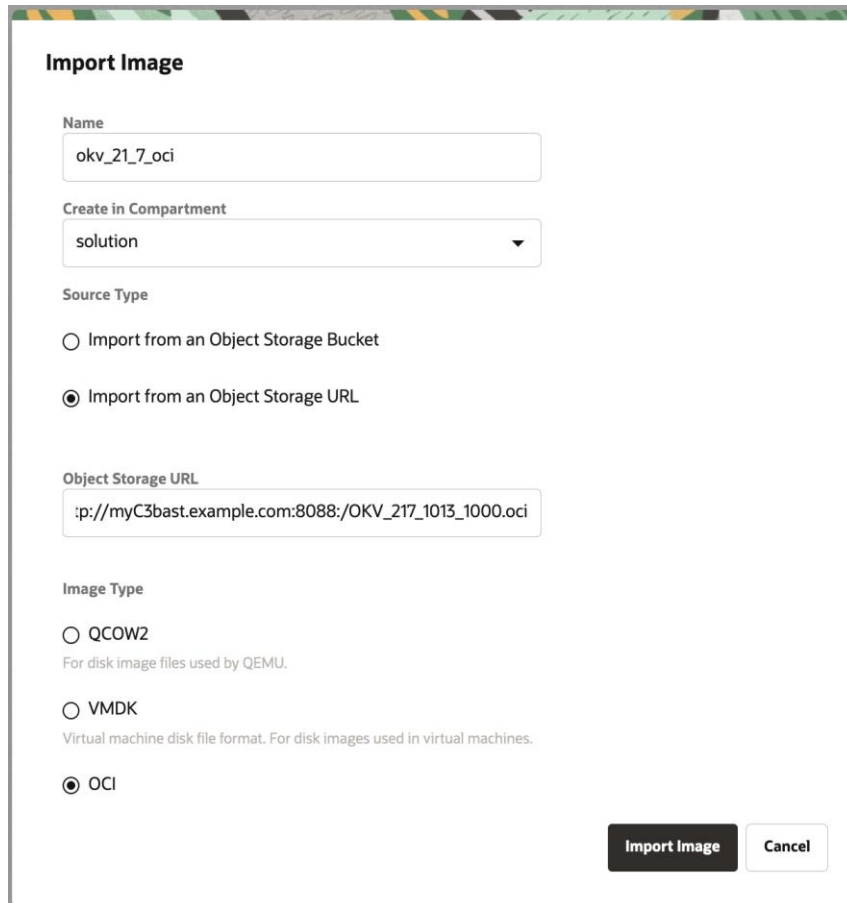 Import Image
Name
okv_21_7_oci
Create in Compartment
solution
Source Type
Import from an Object Storage Bucket
Import from an Object Storage URL
Object Storage URL
:p://myC3bast.example.com:8088:/OKV_217_1013_1000.oci
Image Type
QCOW2
For disk image files used by QEMU.
VMDK
Virtual machine disk file format. For disk images used in virtual machines.
OCI
Import Image Cancel